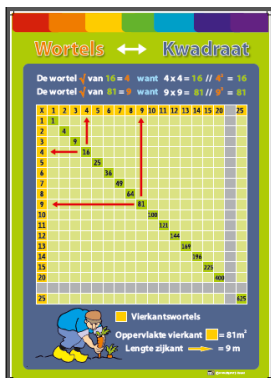 Wortels ↔ Kwadraat
De wortel √ van 16 = 4 want 4 x 4 = 16 // 4² = 16
De wortel √ van 81 = 9 want 9 x 9 = 81 // 9² = 81
X 1 2 3 4 5 6 7 8 9 10 11 12 13 14 15 20 25
1 1
2 4
3 9
4 16
5 25
6 36
7 49
8 64
9 81
10 100
11 121
12 144
13 169
14 196
15 225
20 400
25 625
Vierkantswortels
Oppervlakte vierkant = 81m²
Lengte zijkant = 9 m